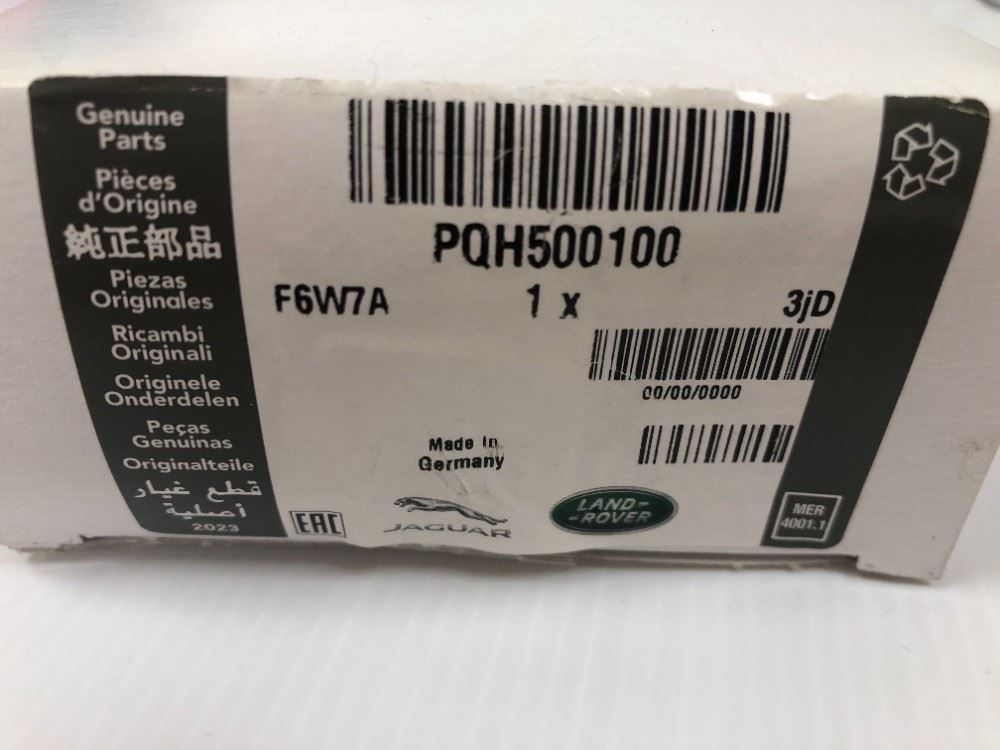 Genuine
Parts
Pièces
d'Origine
純正部品
Piezas
Originales
Ricambi
Originali
Originele
Onderdelen
Peças
Genuínas
Originalteile
قطع غيار
أصلية
2023
PQH500100
F6W7A 1 x 3jD
00/00/0000
Made in
Germany
EAC
JAGUAR
LAND-
-ROVER
MER
4001.1